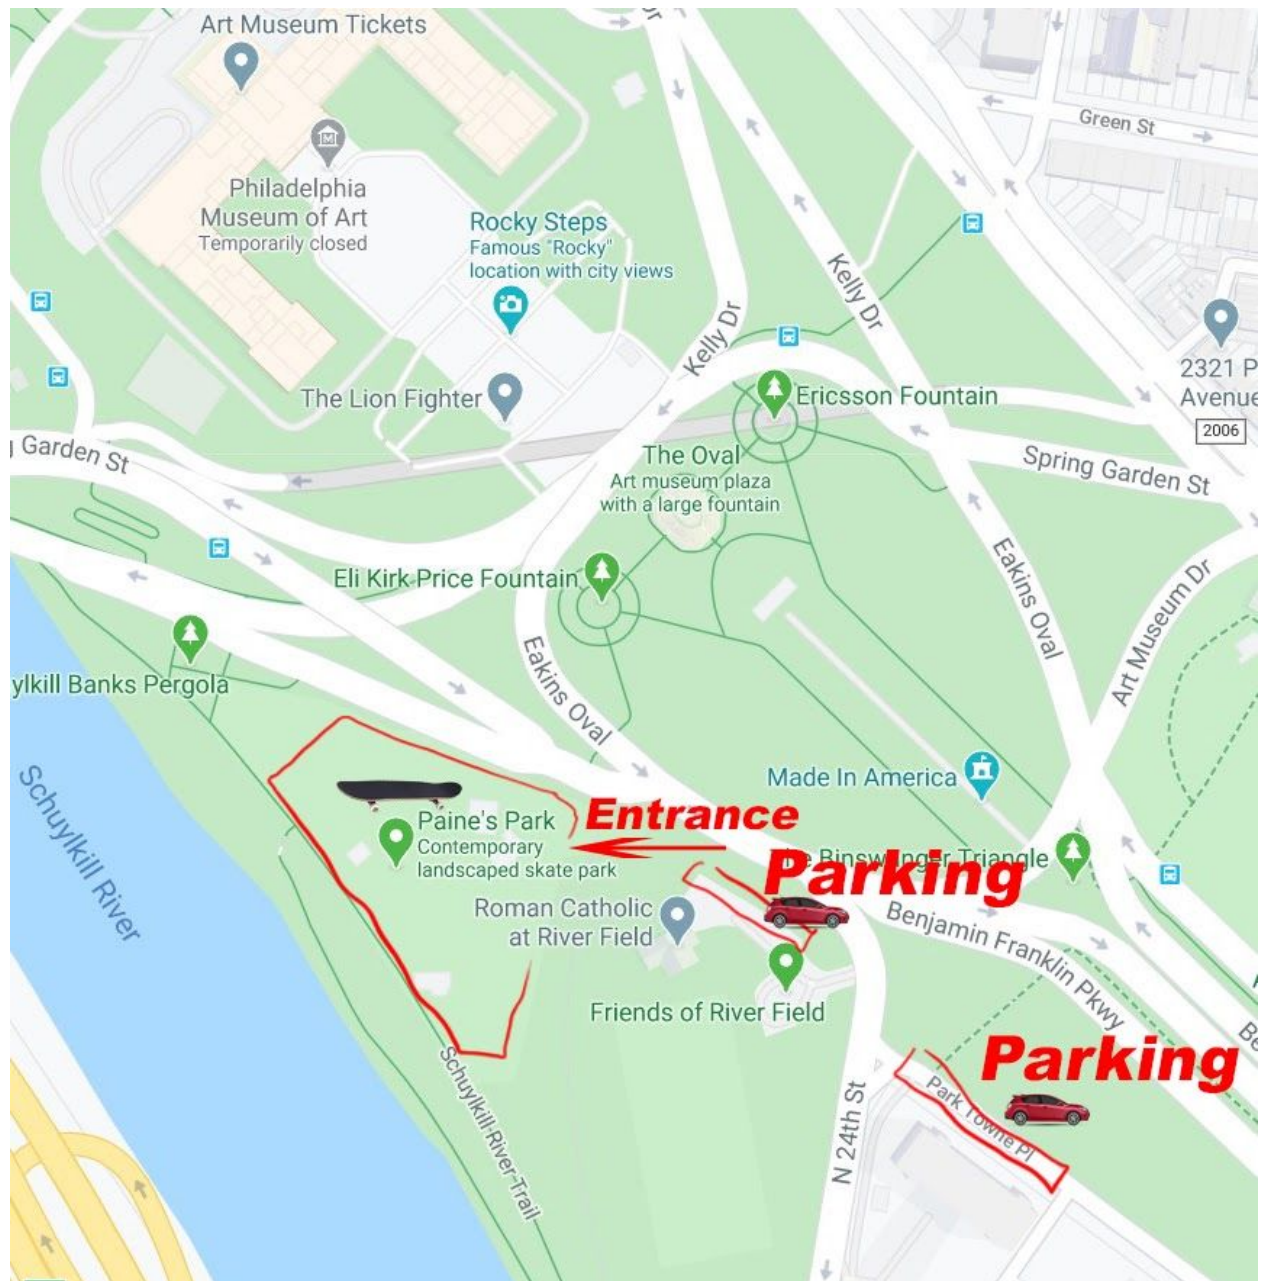 Art Museum Tickets
Dr
Green St
Philadelphia
Museum of Art
Temporarily closed
Rocky Steps
Famous "Rocky"
location with city views
Kelly Dr
Kelly Dr
2321 P
Avenue
2006
The Lion Fighter
Ericsson Fountain
Garden St
The Oval
Art museum plaza
with a large fountain
Spring Garden St
Eli Kirk Price Fountain
Eakins Oval
Art Museum Dr
ylkill Banks Pergola
Eakins Oval
Made In America
Schuylkill River
Paine's Park
Contemporary
landscaped skate park
Entrance
Binswanger Triangle
Parking
Roman Catholic
at River Field
Benjamin Franklin Pkwy
Friends of River Field
Be
Parking
Schuylkill-River-Trail
Park Towne Pl
N 24th St